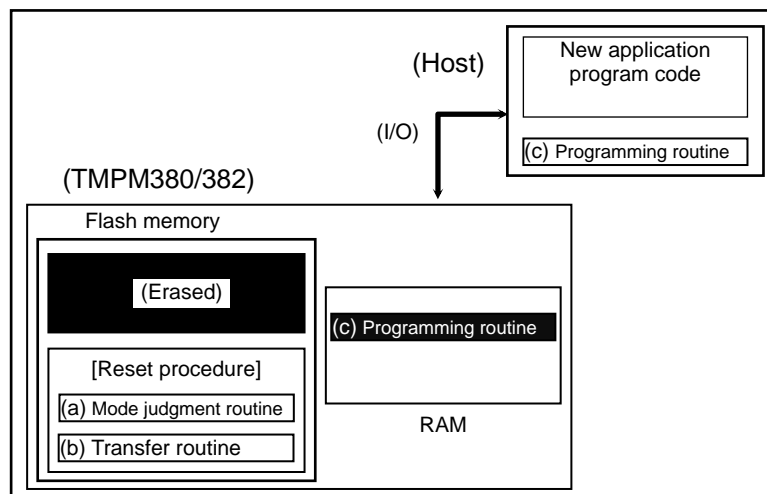 New application
program code
(Host)
(I/O)
(c) Programming routine
(TMPM380/382)
Flash memory
(Erased)
(c) Programming routine
[Reset procedure]
(a) Mode judgment routine
(b) Transfer routine
RAM